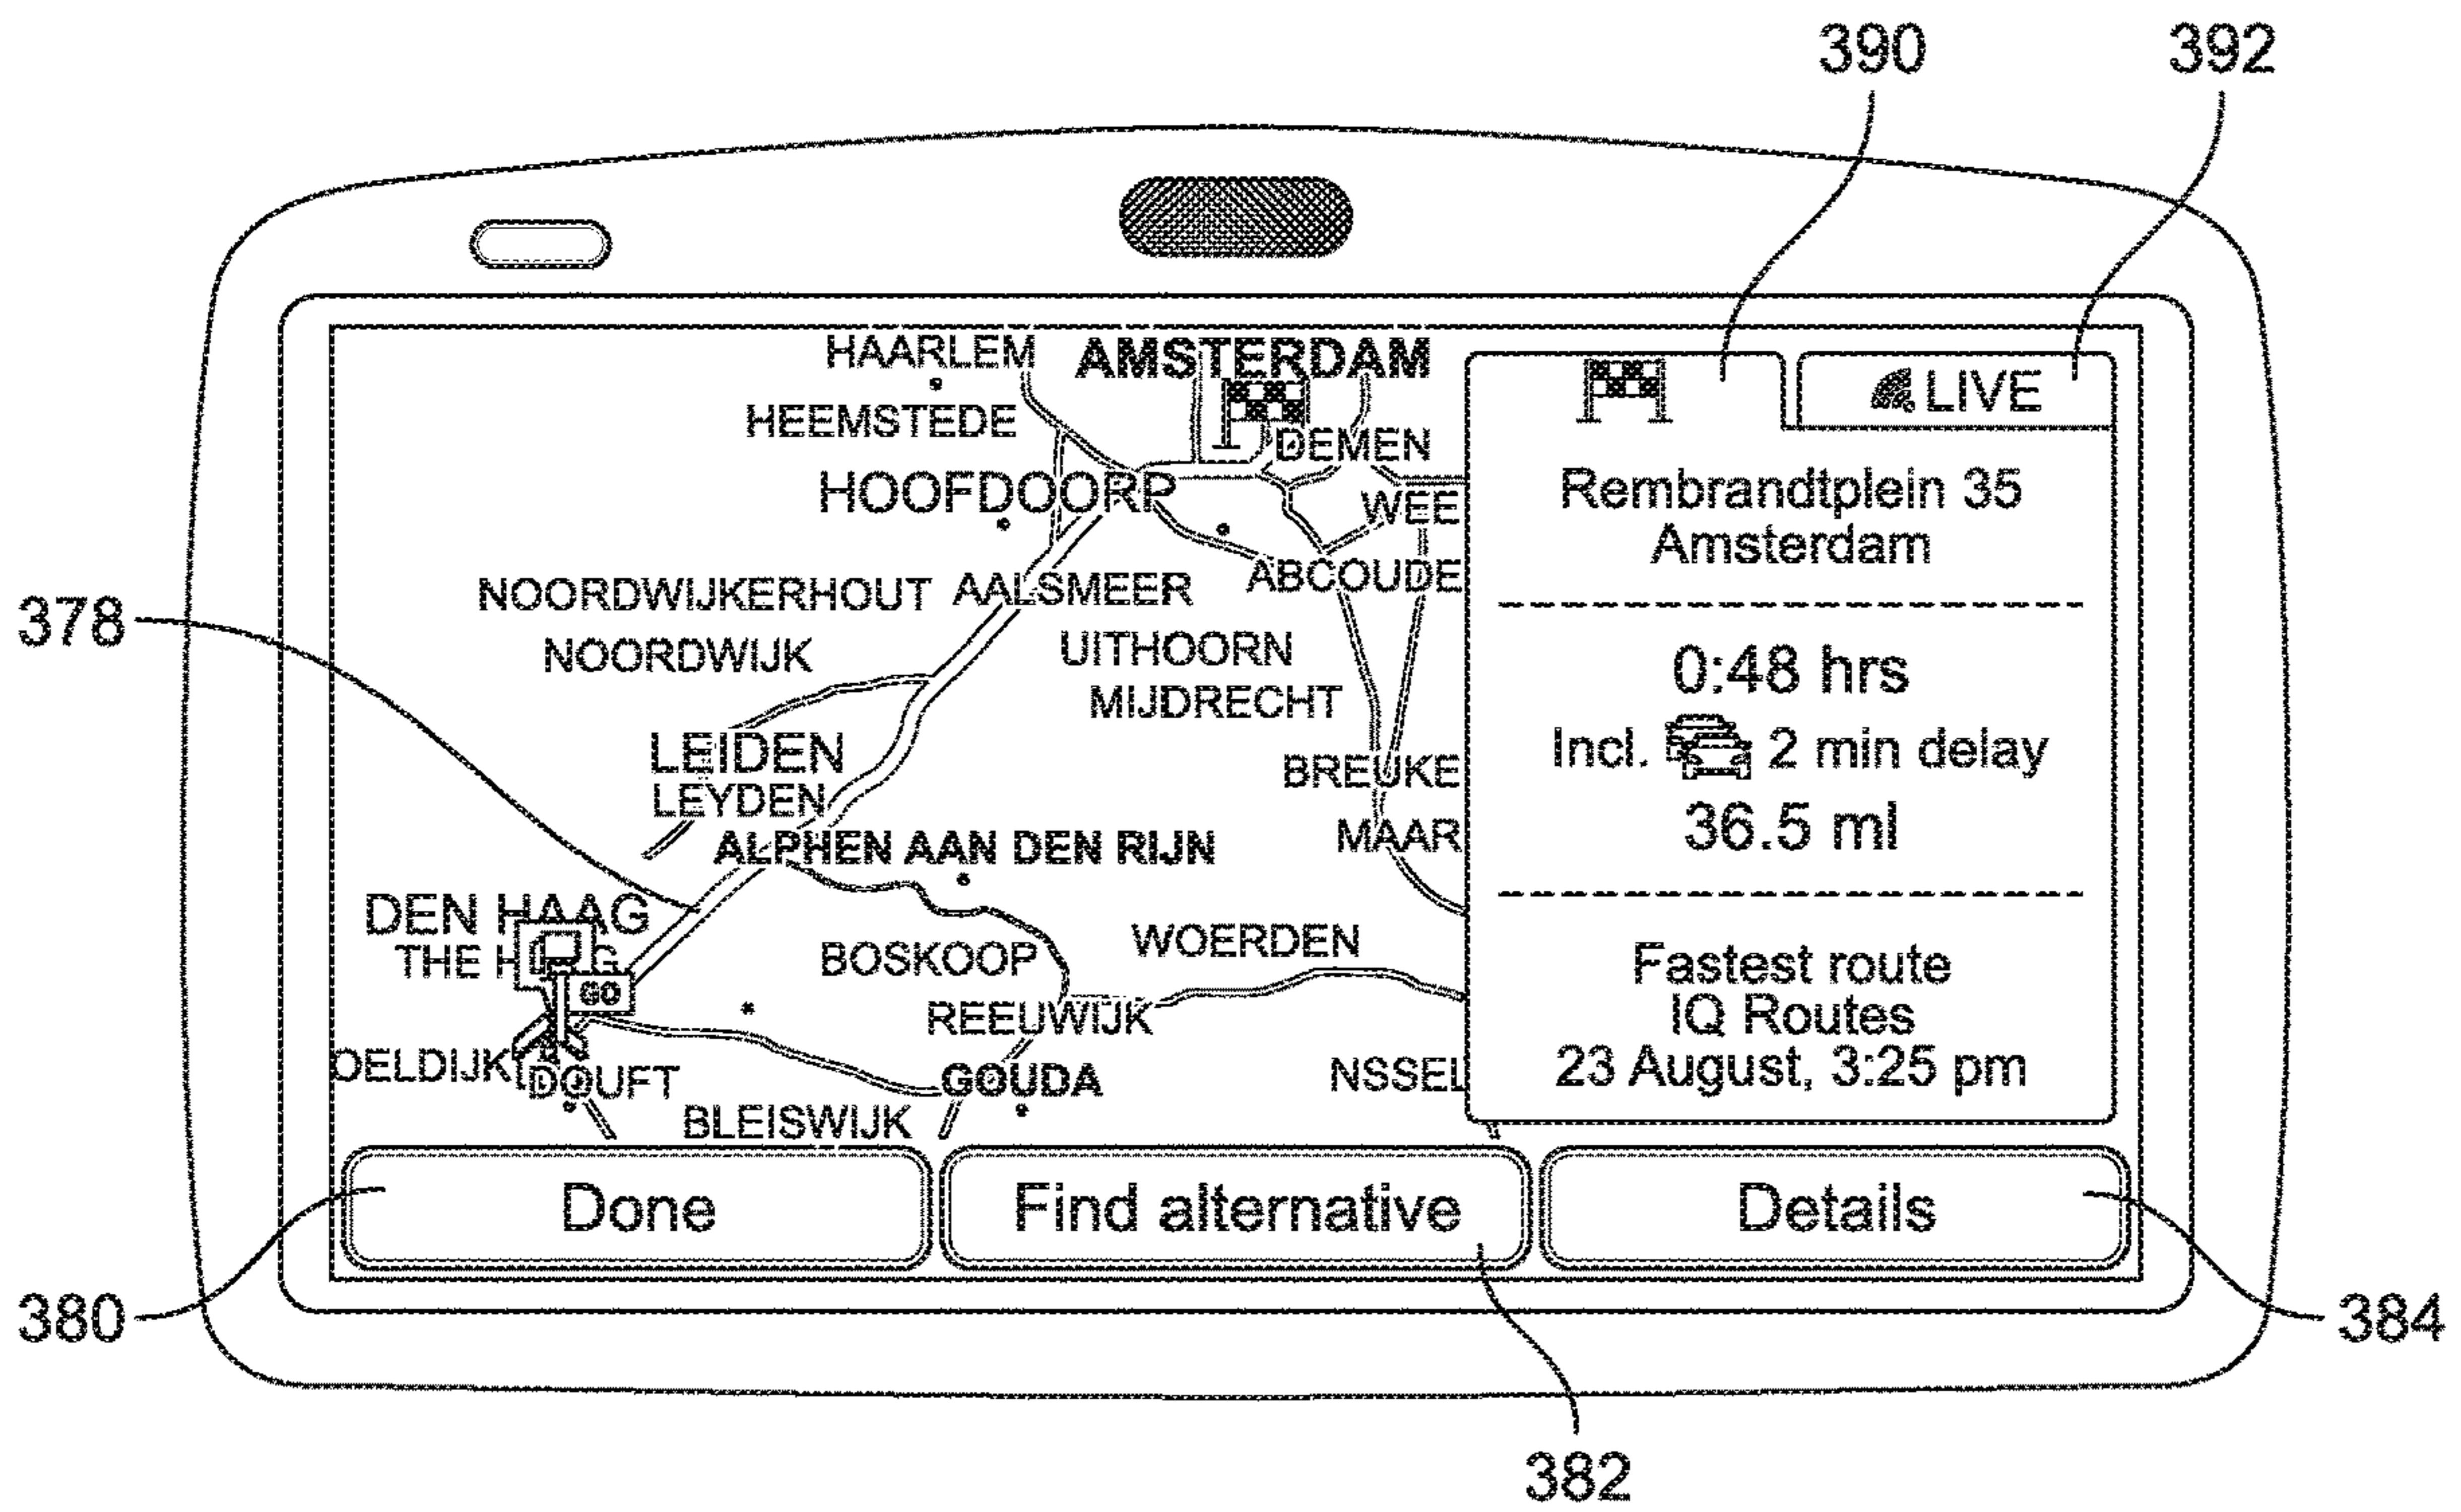 390
392
HAARLEM
AMSTERDAM
LIVE
HEEMSTEDE
DEMEN
HOOFDOORP
WEE
Rembrandtplein 35
Amsterdam
ABCOUDE
NOORDWIJKERHOUT
AALSMEER
378
NOORDWIJK
UITHOORN
0:48 hrs
MIJDRECHT
LEIDEN
Incl. 2 min delay
BREUKE
LEYDEN
36.5 ml
MAAR
ALPHEN AAN DEN RIJN
DEN HAAG
THE H G
BOSKOOP
WOERDEN
Fastest route
GO
REEUWIJK
IQ Routes
OELDIJK
DOUFT
GOUDA
NSSEL
23 August, 3:25 pm
BLEISWIJK
Done
Find alternative
Details
380
384
382